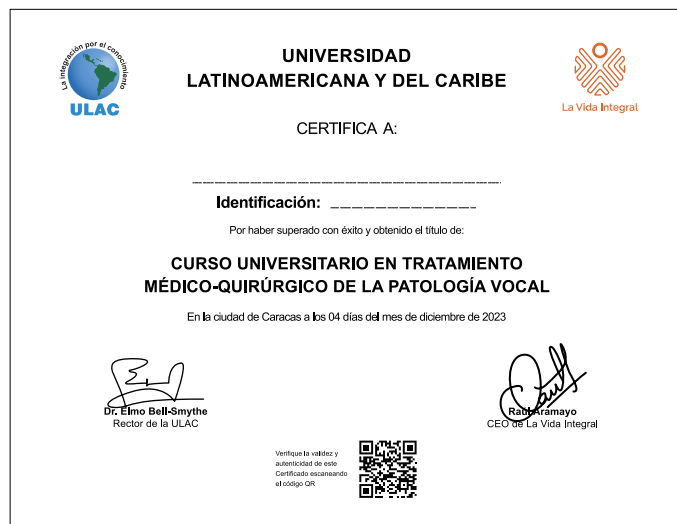 La integración por el conocimiento
ULAC
UNIVERSIDAD
LATINOAMERICANA Y DEL CARIBE
La Vida Integral
CERTIFICA A:
Identificación:
Por haber superado con éxito y obtenido el título de:
CURSO UNIVERSITARIO EN TRATAMIENTO
MÉDICO-QUIRÚRGICO DE LA PATOLOGÍA VOCAL
En la ciudad de Caracas a los 04 días del mes de diciembre de 2023
Dr. Elmo Bell-Smythe
Rector de la ULAC
Raúl Aramayo
CEO de La Vida Integral
Verifique la validez y
autenticidad de este
Certificado escaneando
el código QR